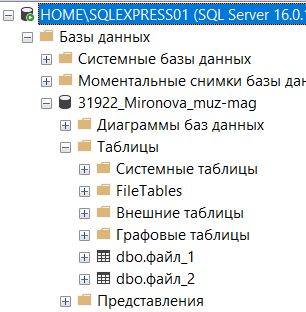 HOME\SQLEXPRESS01 (SQL Server 16.0.
Базы данных
Системные базы данных
Моментальные снимки базы дан
31922_Mironova_muz-mag
Диаграммы баз данных
Таблицы
Системные таблицы
FileTables
Внешние таблицы
Графовые таблицы
dbo.файл_1
dbo.файл_2
Представления